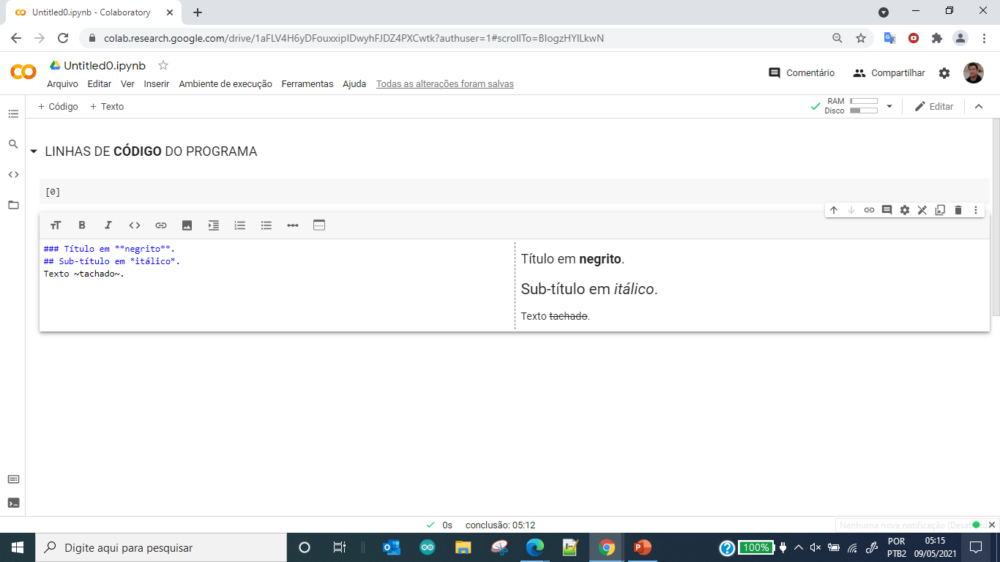 Untitled0.ipynb - Colaboratory
colab.research.google.com/drive/1aFLV4H6yDFouxxipIDwyhFJDZ4PXCwtk?authuser=1#scrollTo=BIogzHYILkwN
Untitled0.ipynb
Arquivo Editar Ver Inserir Ambiente de execução Ferramentas Ajuda Todas as alterações foram salvas
Comentário Compartilhar
+ Código + Texto
RAM
Disco
Editar
LINHAS DE CÓDIGO DO PROGRAMA
[0]
### Título em **negrito**.
## Sub-título em *itálico*.
Texto ~tachado~.
Título em negrito.
Sub-título em itálico.
Texto tachado.
0s conclusão: 05:12
Nenhuma nova notificação
Digite aqui para pesquisar
100%
POR
PTB2
05:15
09/05/2021